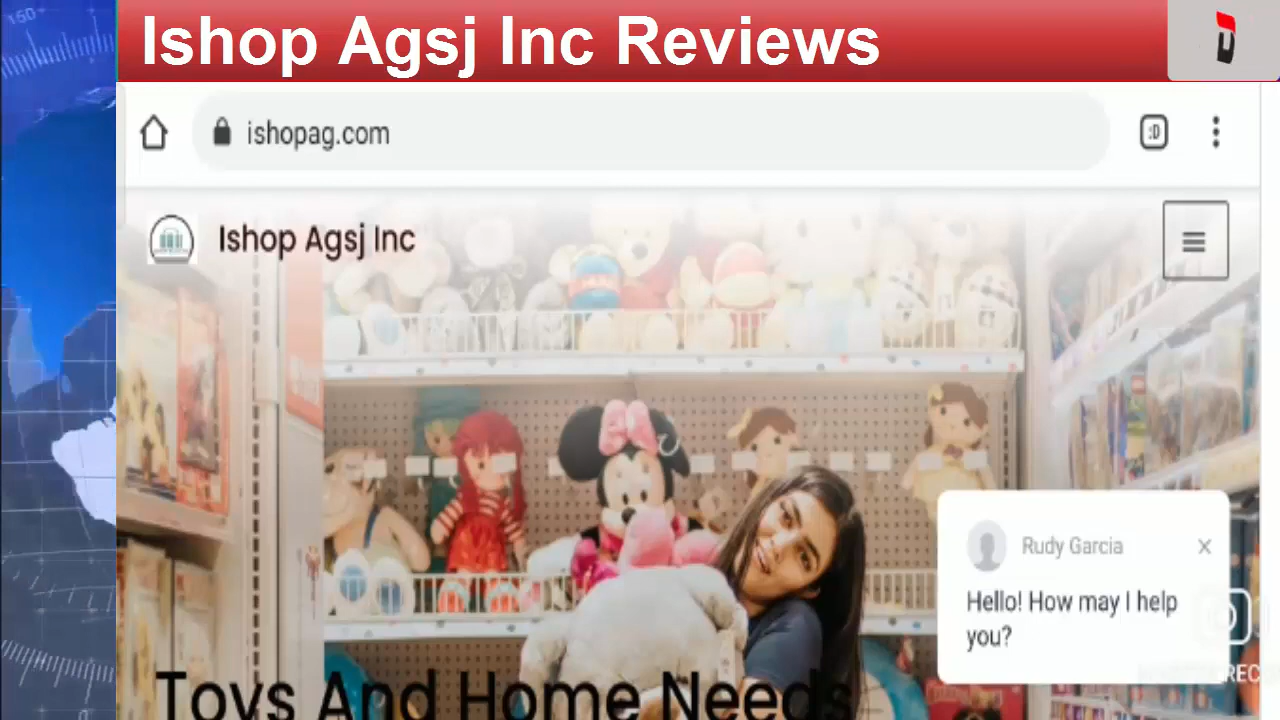 Ishop Agsj Inc Reviews
ishopag.com
:D
Ishop Agsj Inc
Rudy Garcia
Hello! How may I help
you?
Toys And Home Needs